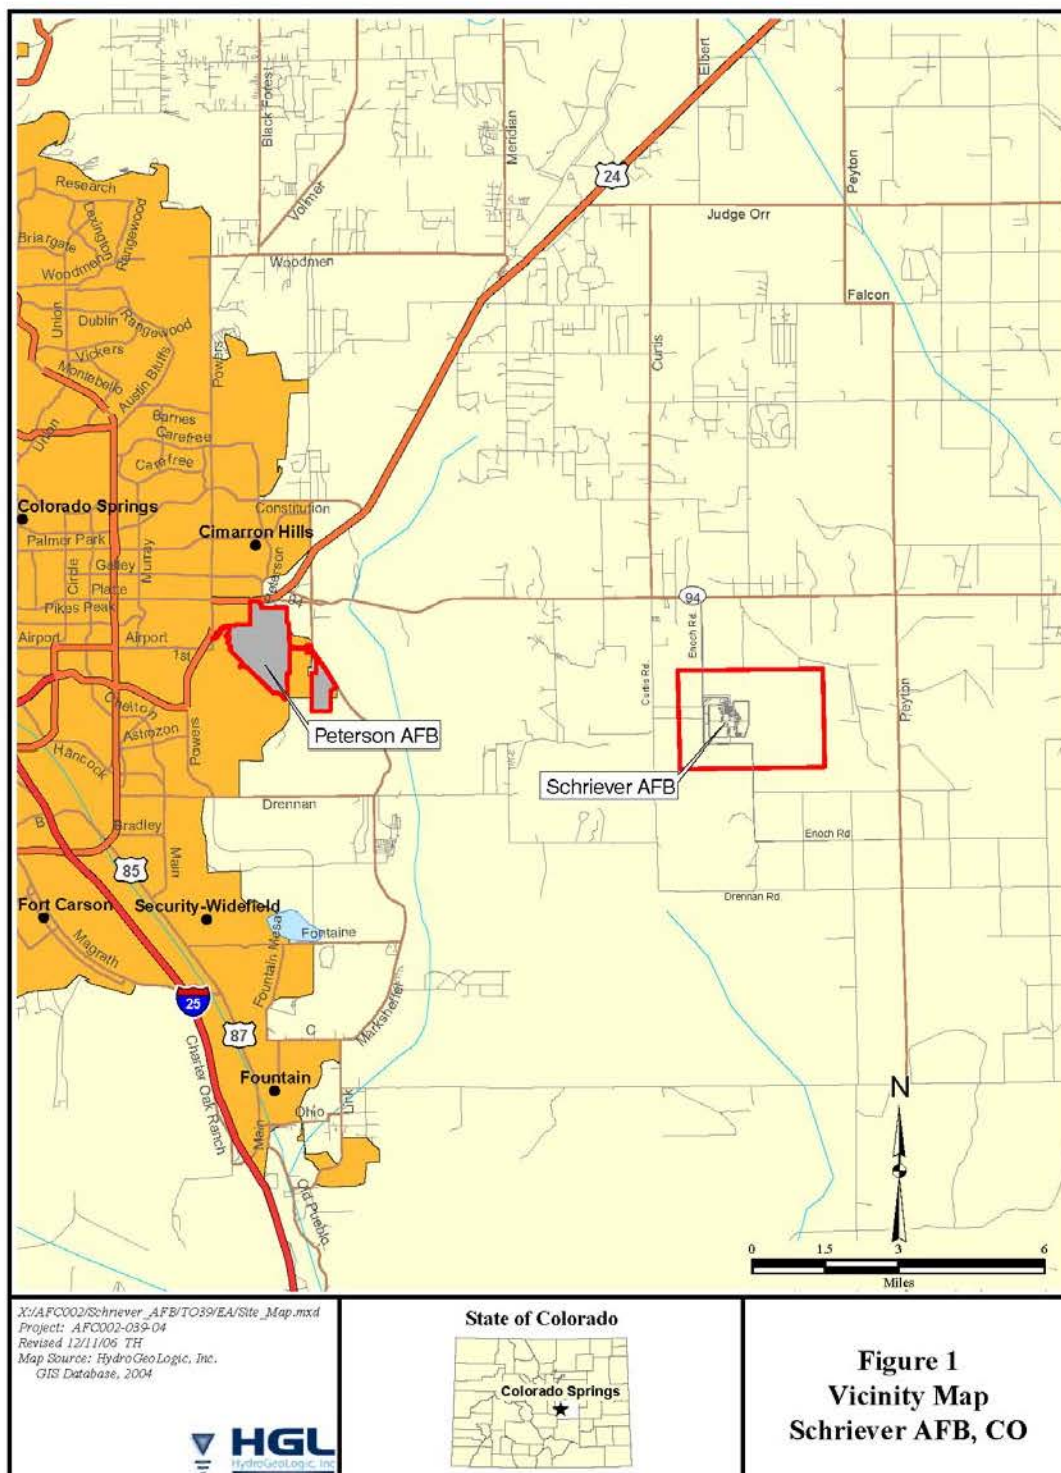 Elbert
Black Forest
Meridian
Peyton
24
Volmer
Judge Orr
Research
Lexington
Rangewood
Briargate
Woodmen
Woodmen
Falcon
Union
Dublin
Rangewood
Vickers
Powers
Curtis
Montebello
Austin Bluffs
Barnes
Union
Carefree
Carefree
Colorado Springs
Constitution
Cimarron Hills
Palmer Park
Murray
Circle
Galley
Peterson
Platte
94
94
Pikes Peak
Airport
Airport
1st
Enoch Rd.
Curtis Rd.
Peyton
Chelton
Peterson AFB
Astrozon
Powers
Hancock
Schriever AFB
Drennan
B
Bradley
Enoch Rd
Main
85
Drennan Rd
Fort Carson
Security-Widefield
Fontaine
Magrath
Fountain Mesa
25
Marksheffel
87
C
Charter Oak Ranch
Fountain
N
Link
Ohio
Main
Old Pueblo
0 1.5 3 6
Miles
X:/AFC002/Schriever_AFB/TO39/EA/Site_Map.mxd
Project: AFC002-039-04
Revised 12/11/06 TH
Map Source: HydroGeoLogic, Inc.
GIS Database, 2004
HGL
HydroGeoLogic, Inc
State of Colorado
Colorado Springs
Figure 1
Vicinity Map
Schriever AFB, CO